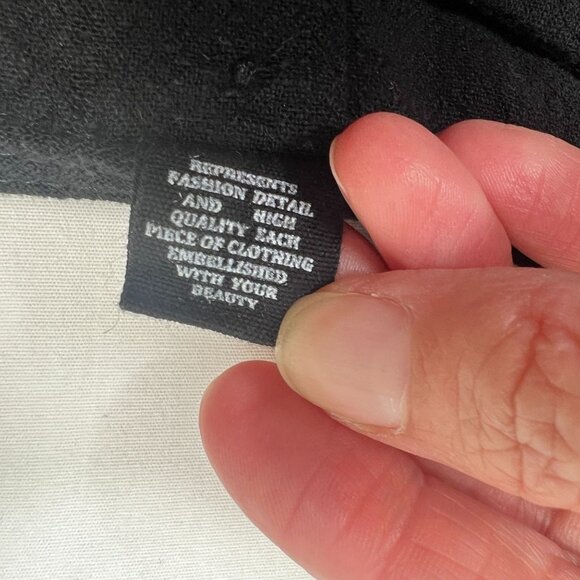 REPRESENTS
FASHION DETAIL
AND HIGH
QUALITY EACH
PIECE OF CLOTHING
EMBELLISHED
WITH YOUR
BEAUTY